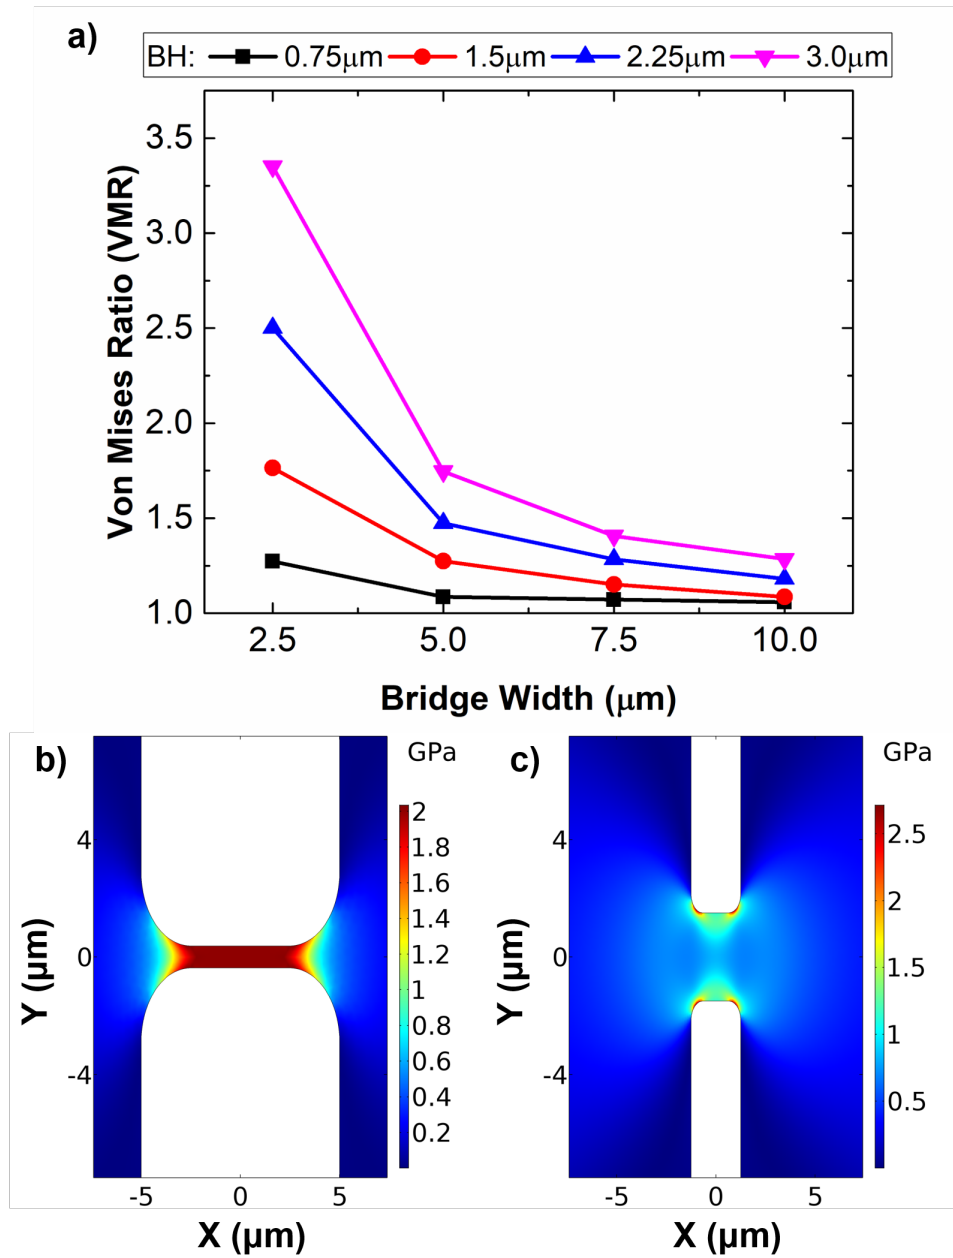 a)
BH: 0.75μm 1.5μm 2.25μm 3.0μm
Von Mises Ratio (VMR)
3.5
3.0
2.5
2.0
1.5
1.0
2.5 5.0 7.5 10.0
Bridge Width (μm)
b)
GPa
Y (μm)
4
0
-4
2
1.8
1.6
1.4
1.2
1
0.8
0.6
0.4
0.2
-5 0 5
X (μm)
c)
GPa
Y (μm)
4
0
-4
2.5
2
1.5
1
0.5
-5 0 5
X (μm)